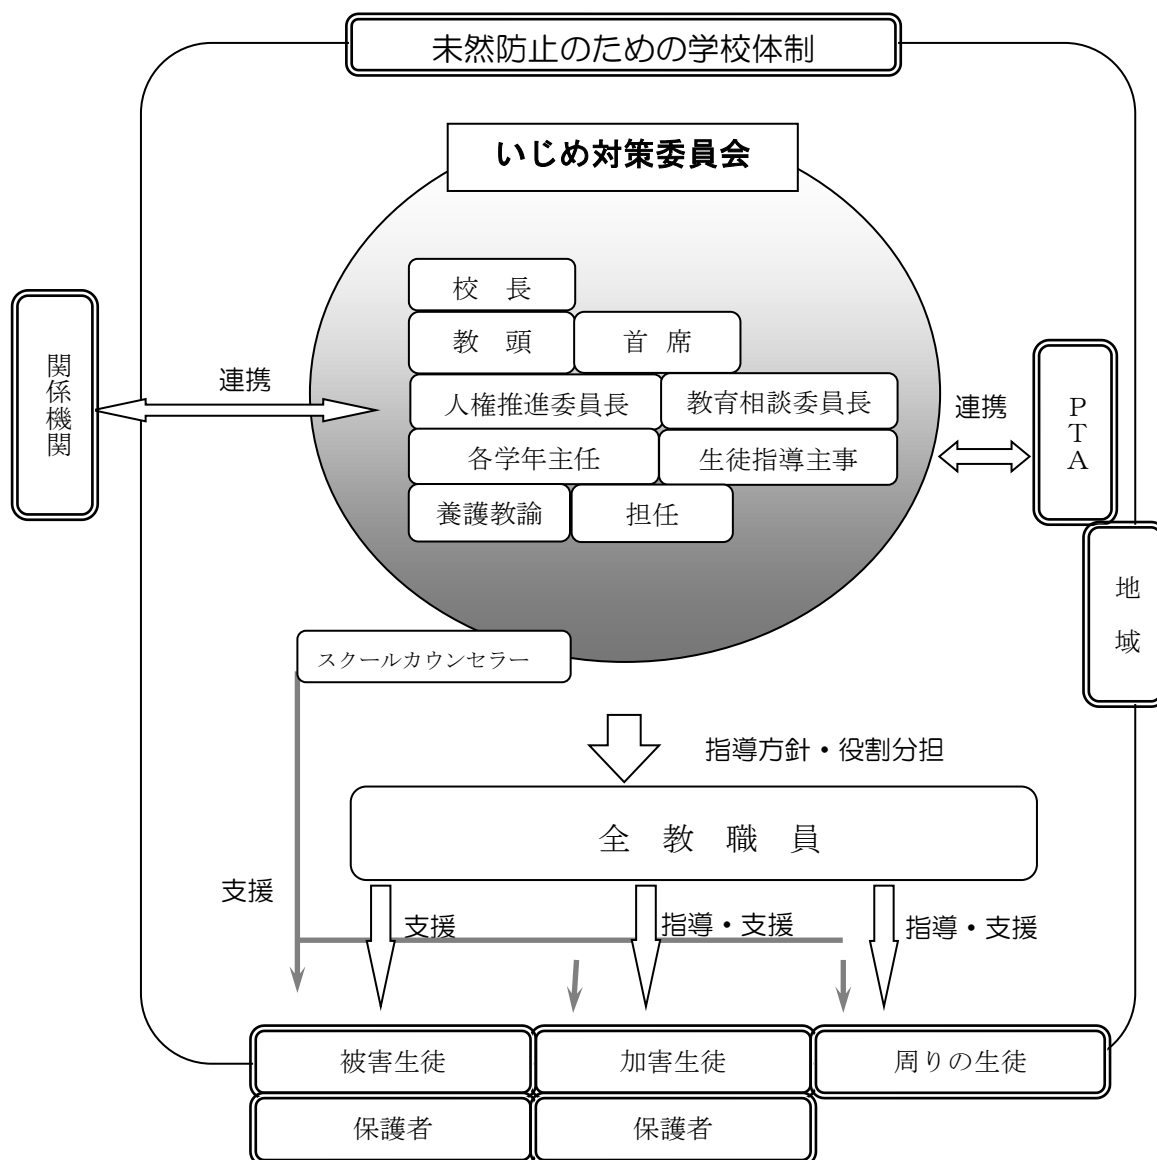 未然防止のための学校体制
いじめ対策委員会
校　長
教　頭
首　席
人権推進委員長
教育相談委員長
各学年主任
生徒指導主事
養護教諭
担任
関係機関
連携
連携
PTA
地域
スクールカウンセラー
指導方針・役割分担
全　教　職　員
支援
支援
指導・支援
指導・支援
被害生徒
加害生徒
周りの生徒
保護者
保護者